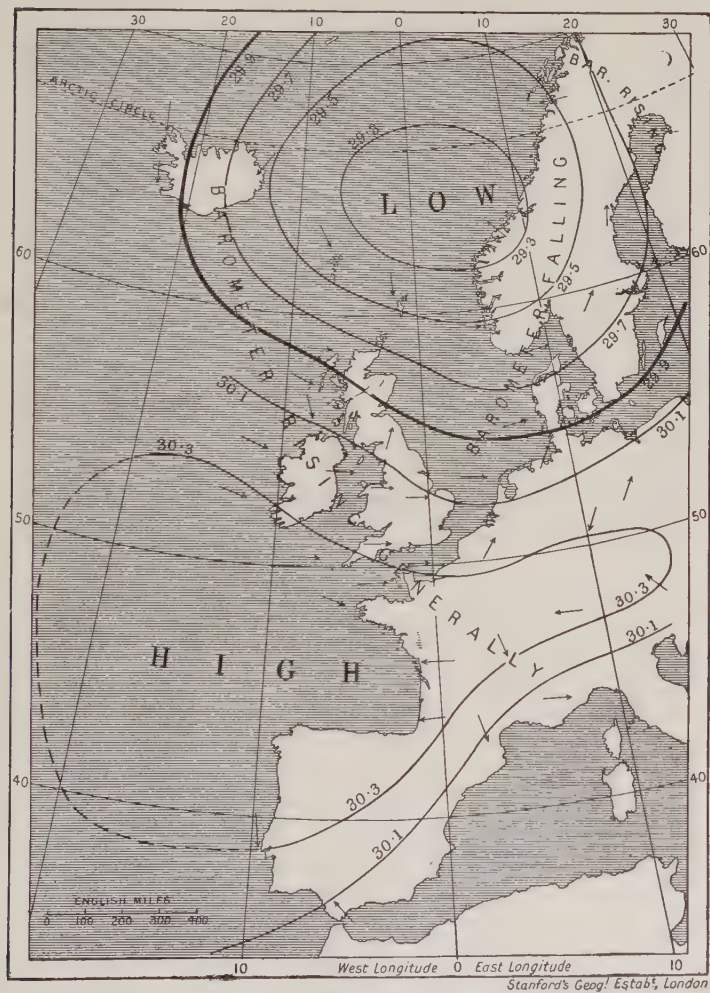 30 20 10 0 10 20 30
ARCTIC CIRCLE
29·9
29·7
29·5
29·3
LOW
BAR. RISING
BAROMETER FALLING
29·3
29·5
29·7
29·9
60
60
BAROMETER RISING GENERALLY
30·1
30·1
30·3
50
50
30·3
30·1
HIGH
40
40
30·3
30·1
ENGLISH MILES
0 100 200 300 400
10 West Longitude 0 East Longitude 10
Stanford's Geog! Estabt, London